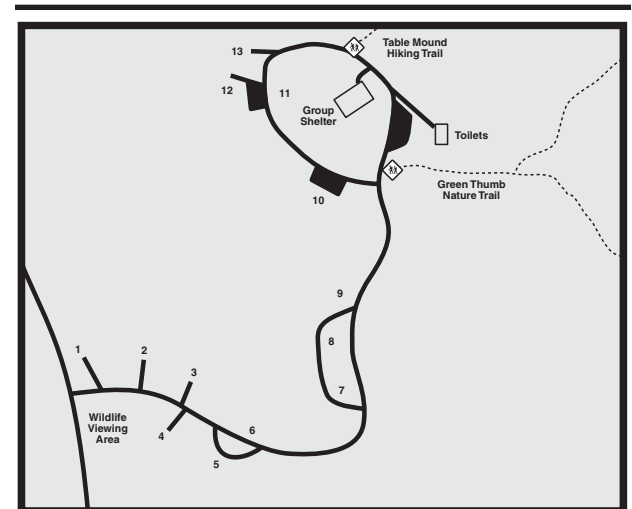 Table Mound
Hiking Trail
13
12
11
Group
Shelter
Toilets
Green Thumb
Nature Trail
10
9
8
7
1
2
3
Wildlife
Viewing
Area
4
6
5